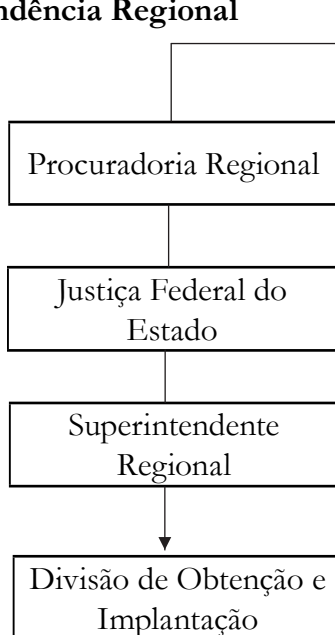 ndência Regional
Procuradoria Regional
Justiça Federal do
Estado
Superintendente
Regional
Divisão de Obtenção e
Implantação